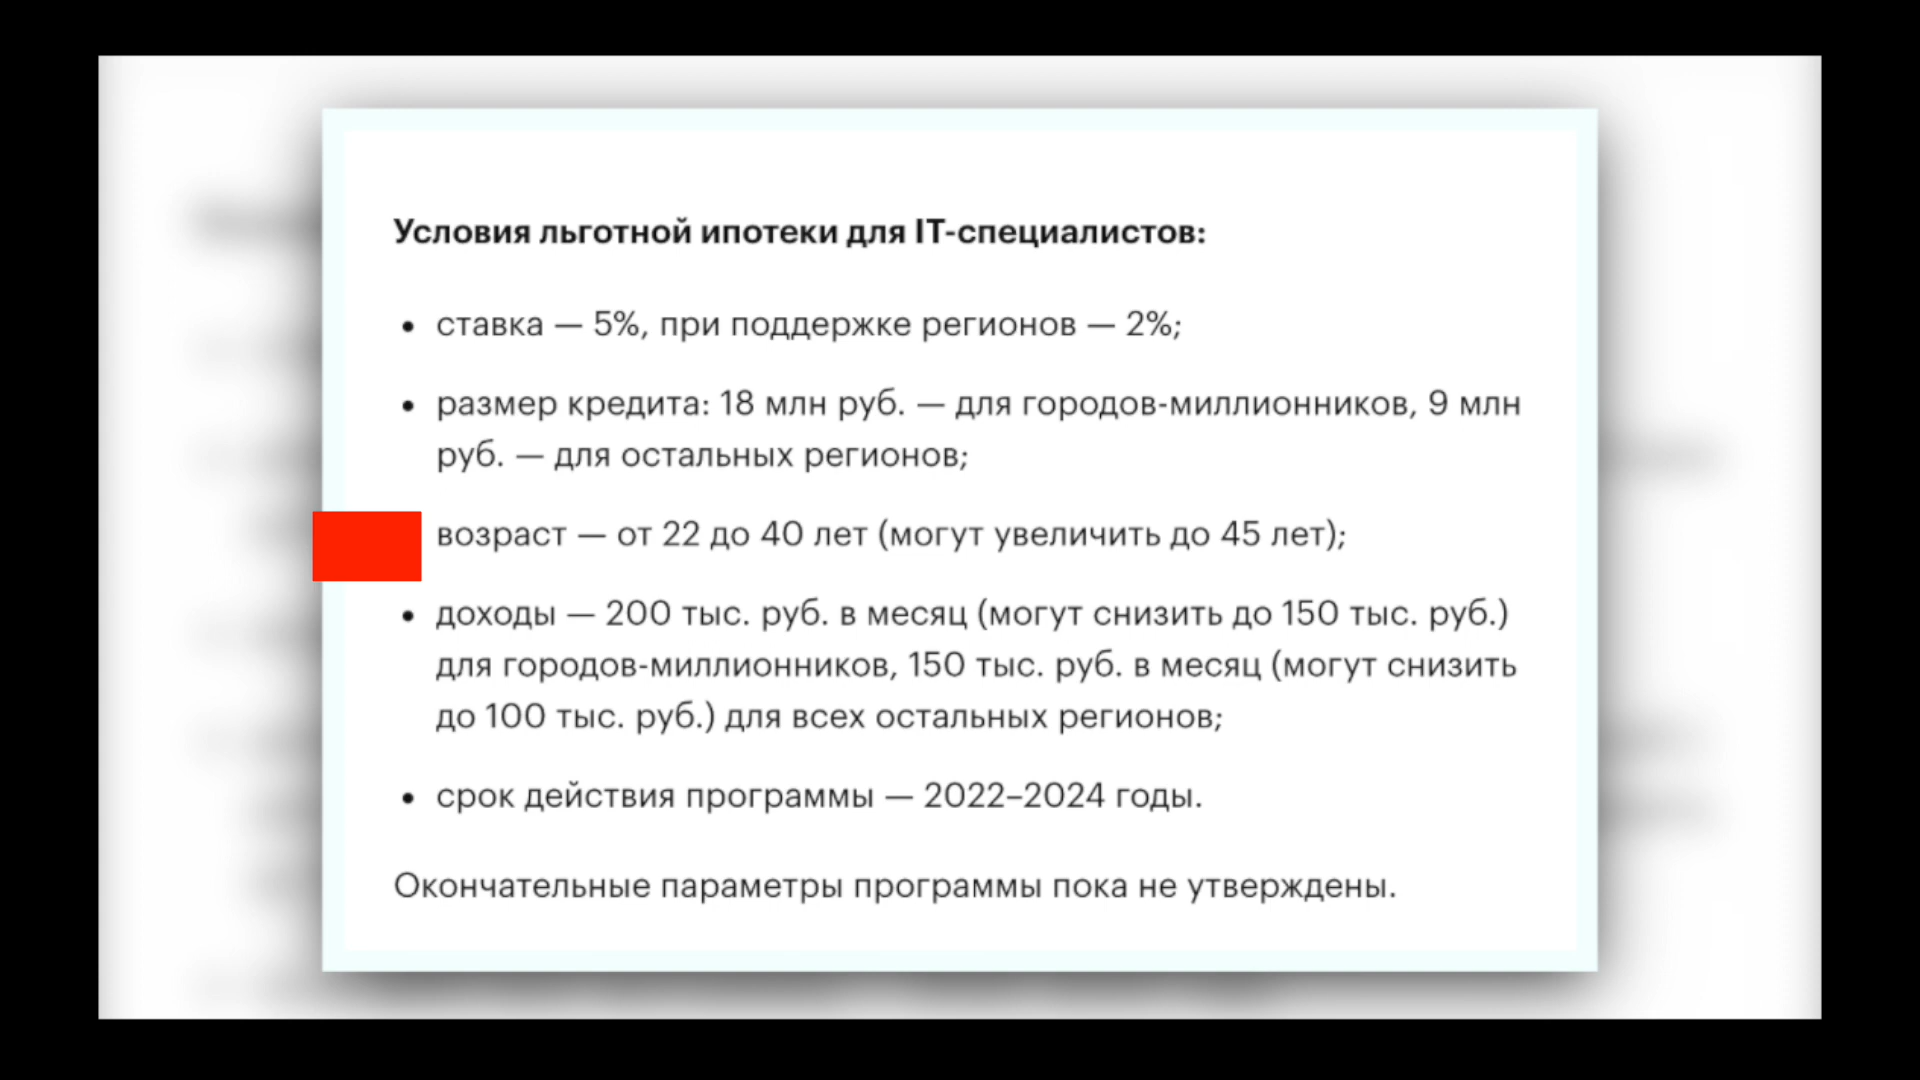 Условия льготной ипотеки для IT-специалистов:
• ставка — 5%, при поддержке регионов — 2%;
• размер кредита: 18 млн руб. — для городов-миллионников, 9 млн
руб. — для остальных регионов;
возраст — от 22 до 40 лет (могут увеличить до 45 лет);
• доходы — 200 тыс. руб. в месяц (могут снизить до 150 тыс. руб.)
для городов-миллионников, 150 тыс. руб. в месяц (могут снизить
до 100 тыс. руб.) для всех остальных регионов;
• срок действия программы — 2022–2024 годы.
Окончательные параметры программы пока не утверждены.